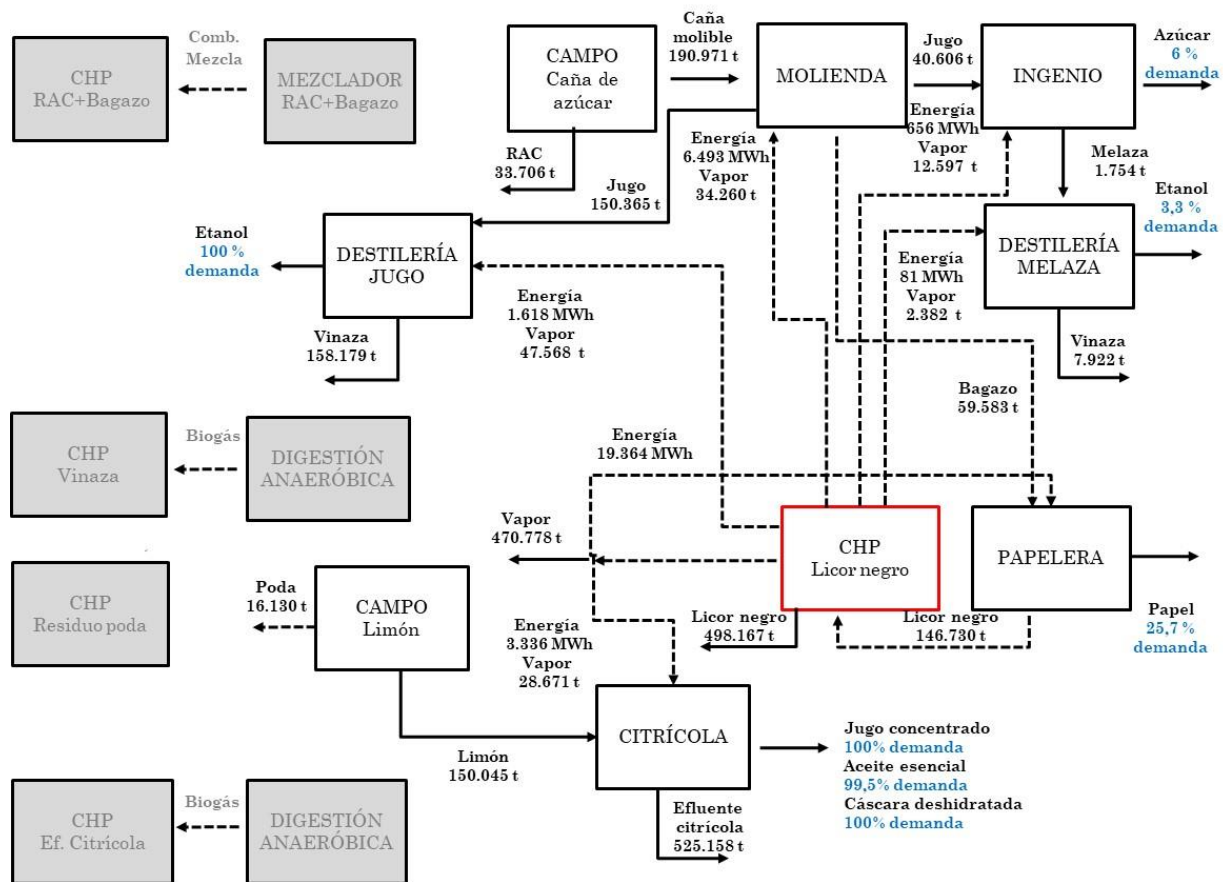 Comb.
Mezcla
CHP
RAC+Bagazo
MEZCLADOR
RAC+Bagazo
CAMPO
Caña de
azúcar
Caña
molible
190.971 t
MOLIENDA
Jugo
40.606 t
INGENIO
Azúcar
6 %
demanda
RAC
33.706 t
Jugo
150.365 t
Energía
6.493 MWh
Vapor
34.260 t
Energía
656 MWh
Vapor
12.597 t
Melaza
1.754 t
Etanol
3,3 %
demanda
Etanol
100 %
demanda
DESTILERÍA
JUGO
DESTILERÍA
MELAZA
Energía
1.618 MWh
Vapor
47.568 t
Energía
81 MWh
Vapor
2.382 t
Vinaza
158.179 t
Vinaza
7.922 t
Bagazo
59.583 t
CHP
Vinaza
Biogás
DIGESTIÓN
ANAERÓBICA
Energía
19.364 MWh
Vapor
470.778 t
CHP
Licor negro
PAPELERA
CHP
Residuo poda
Poda
16.130 t
CAMPO
Limón
Licor negro
498.167 t
Licor negro
146.730 t
Papel
25,7 %
demanda
Energía
3.336 MWh
Vapor
28.671 t
Limón
150.045 t
CITRÍCOLA
Jugo concentrado
100% demanda
Aceite esencial
99,5% demanda
Cáscara deshidratada
100% demanda
CHP
Ef. Citrícola
Biogás
DIGESTIÓN
ANAERÓBICA
Efluente
citrícola
525.158 t